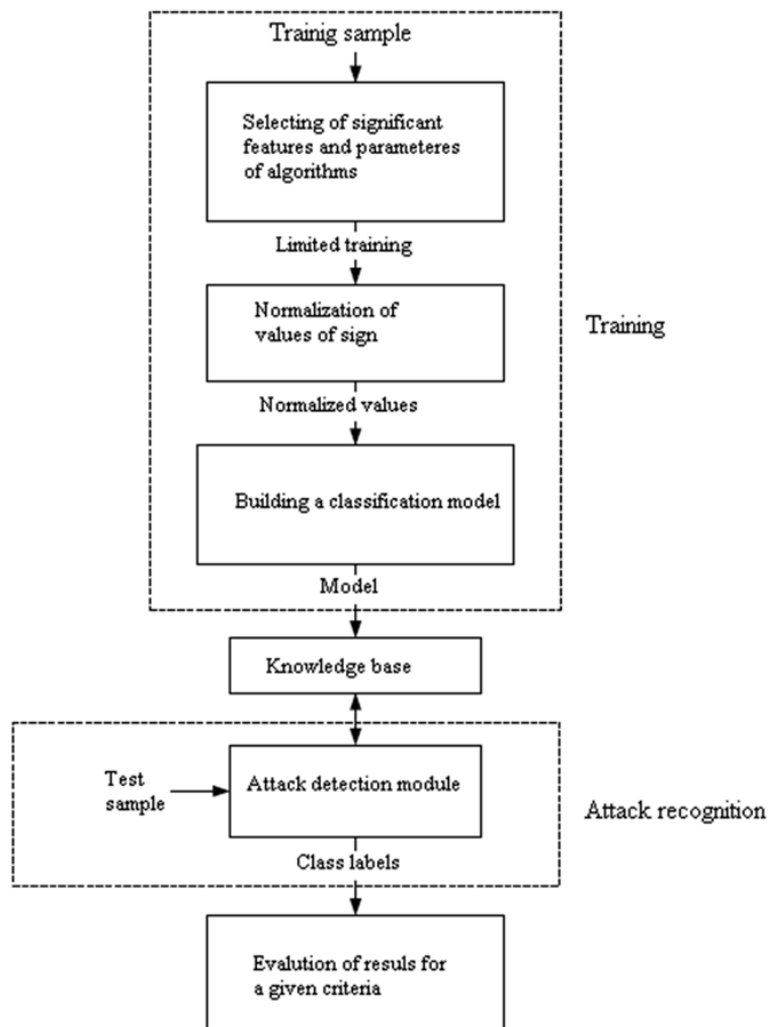 Trainig sample
Selecting of significant
features and parameteres
of algorithms
Limited training
Normalization of
values of sign
Training
Normalized values
Building a classification model
Model
Knowledge base
Test
sample
Attack detection module
Attack recognition
Class labels
Evalution of resuls for
a given criteria